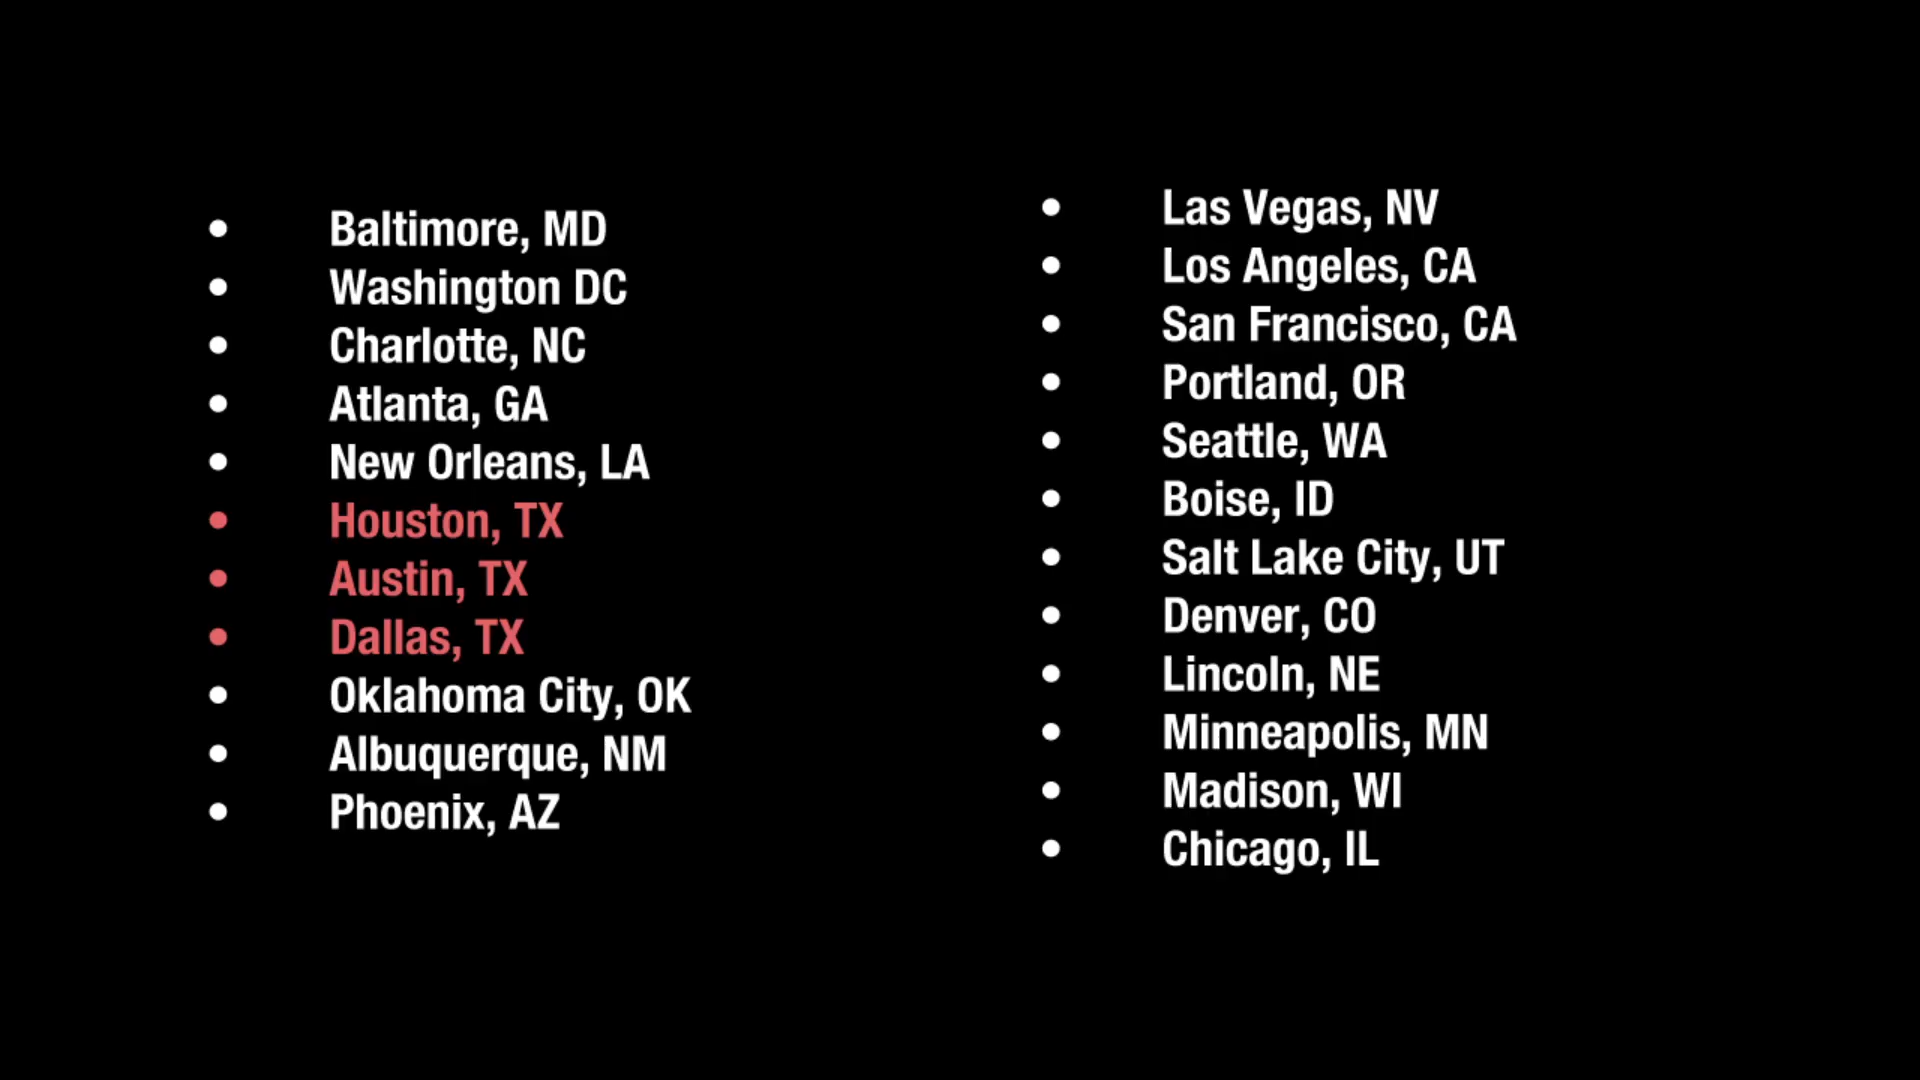 • Baltimore, MD
• Washington DC
• Charlotte, NC
• Atlanta, GA
• New Orleans, LA
• Houston, TX
• Austin, TX
• Dallas, TX
• Oklahoma City, OK
• Albuquerque, NM
• Phoenix, AZ
• Las Vegas, NV
• Los Angeles, CA
• San Francisco, CA
• Portland, OR
• Seattle, WA
• Boise, ID
• Salt Lake City, UT
• Denver, CO
• Lincoln, NE
• Minneapolis, MN
• Madison, WI
• Chicago, IL